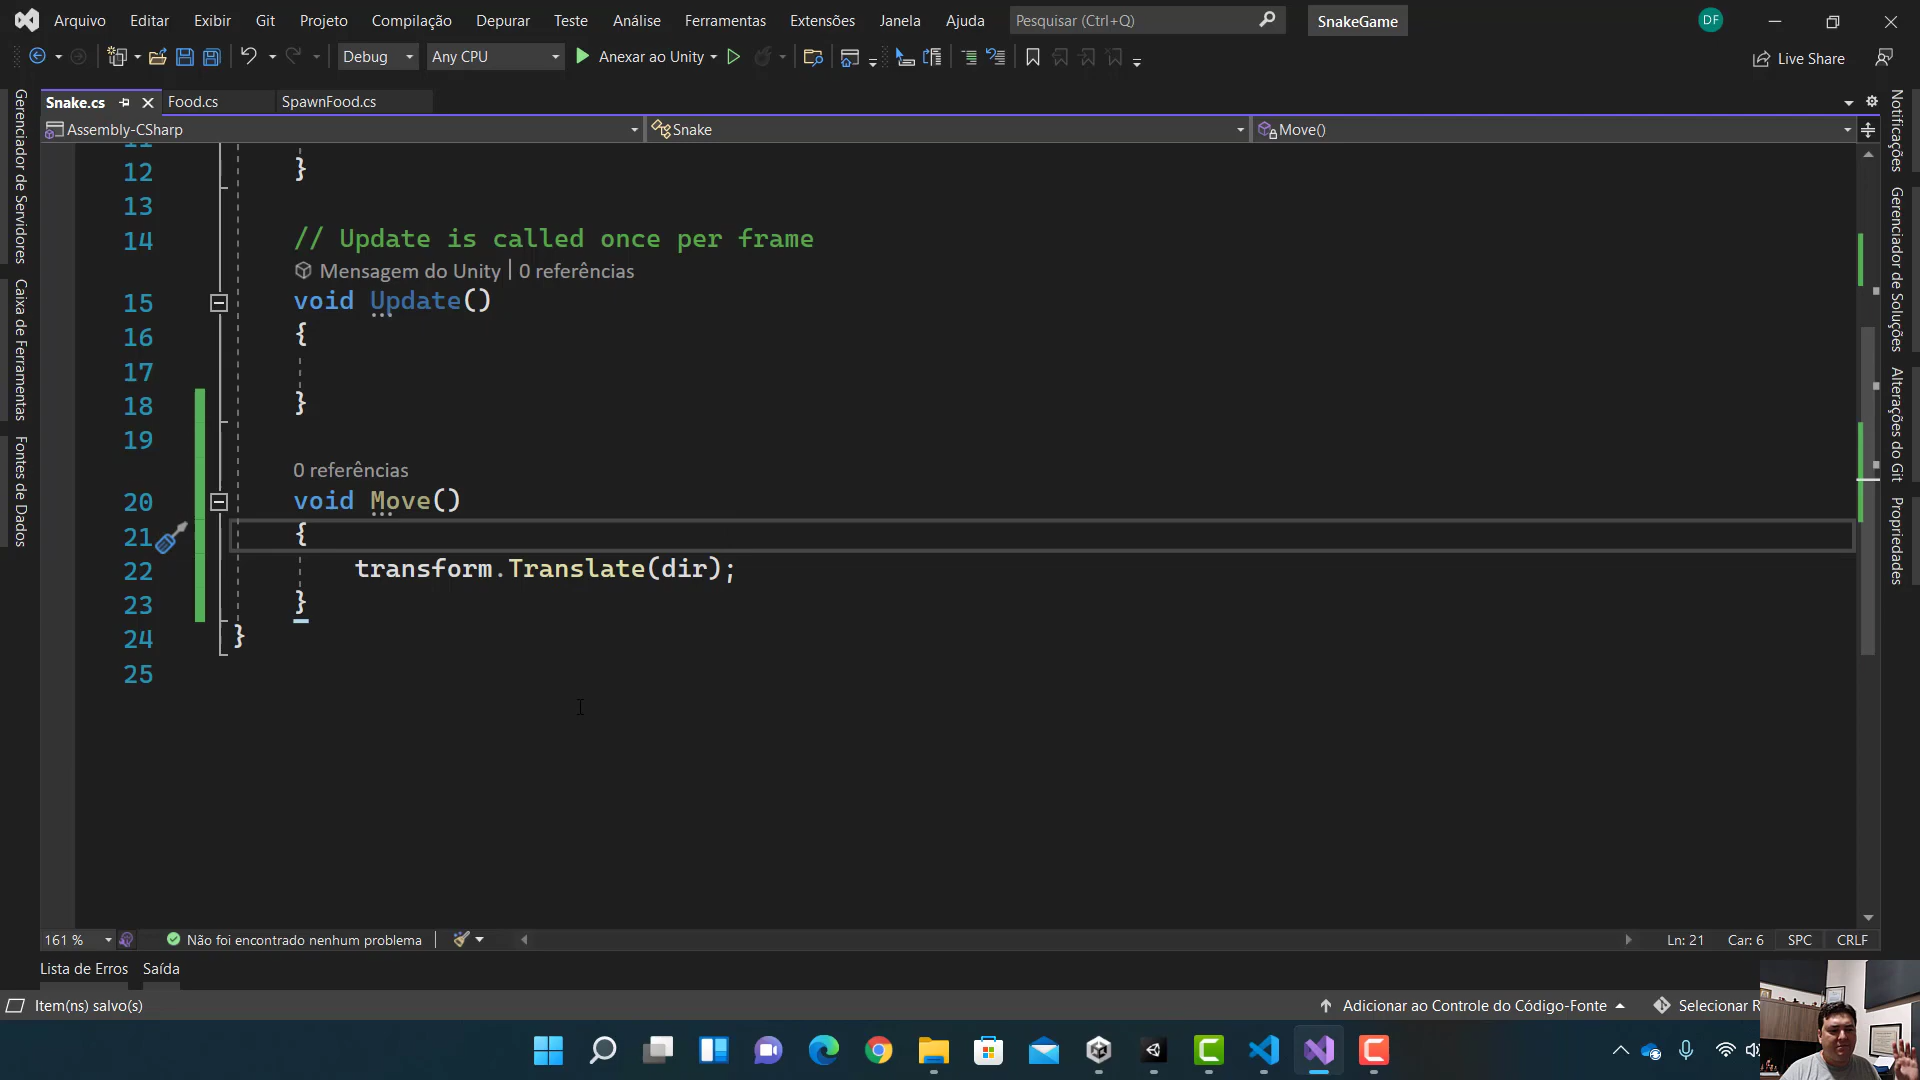 Arquivo Editar Exibir Git Projeto Compilação Depurar Teste Análise Ferramentas Extensões Janela Ajuda Pesquisar (Ctrl+Q) SnakeGame DF
Debug Any CPU Anexar ao Unity Live Share
Snake.cs Food.cs SpawnFood.cs
Assembly-CSharp Snake Move()
Gerenciador de Servidores
Caixa de Ferramentas
Fontes de Dados
12 }
13
14 // Update is called once per frame
Mensagem do Unity | 0 referências
15 void Update()
16 {
17
18 }
19
0 referências
20 void Move()
21 {
22 transform.Translate(dir);
23 }
24 }
25
Notificações
Gerenciador de Soluções
Alterações do Git
Propriedades
161 % Não foi encontrado nenhum problema Ln: 21 Car: 6 SPC CRLF
Lista de Erros Saída
Item(ns) salvo(s) Adicionar ao Controle do Código-Fonte Selecionar R